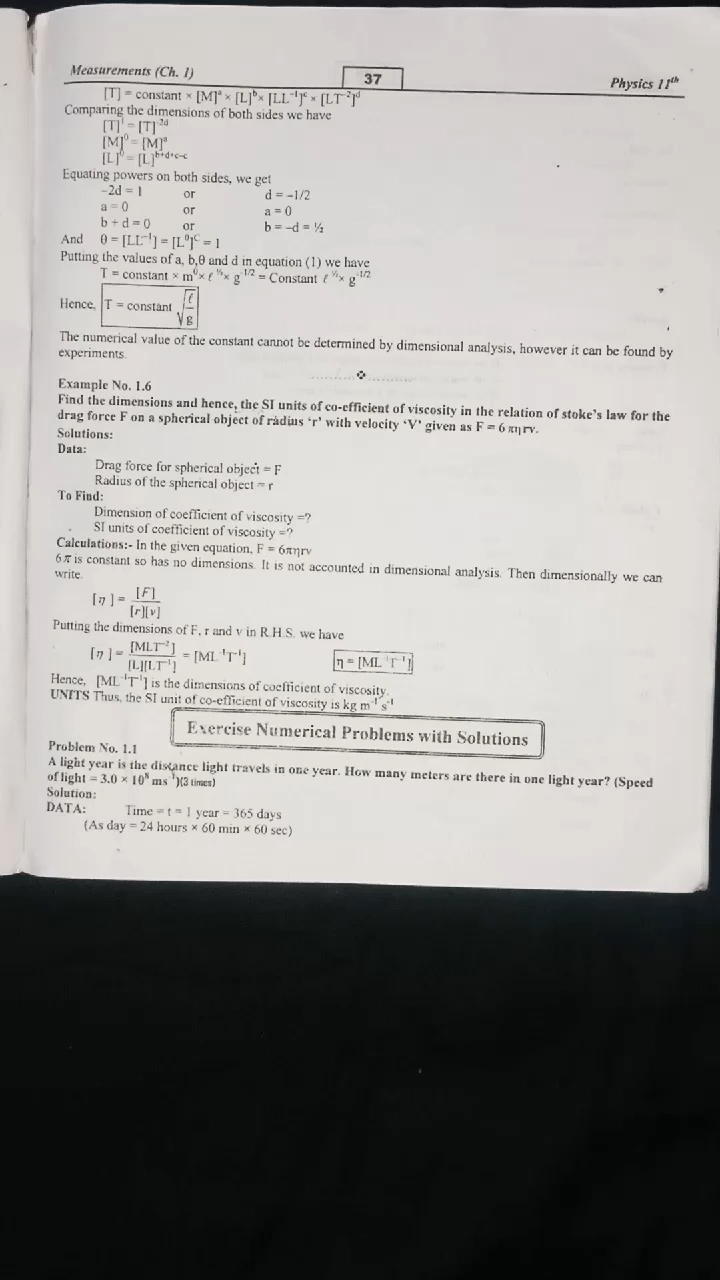 Measurements (Ch. 1)
37
Physics 11th
[T] = constant × [M]ᵃ × [L]ᵇ × [LL⁻¹]ᶜ × [LT⁻²]ᵈ
Comparing the dimensions of both sides we have
[T]¹ = [T]⁻²ᵈ
[M]⁰ = [M]ᵃ
[L]⁰ = [L]ᵇ⁺ᵈ⁺ᶜ⁻ᶜ
Equating powers on both sides, we get
−2d = 1 or d = −1/2
a = 0 or a = 0
b + d = 0 or b = −d = ½
And θ = [LL⁻¹] = [L⁰]ᶜ = 1
Putting the values of a, b,θ and d in equation (1) we have
T = constant × m⁰ × ℓ^½ × g^-1/2 = Constant ℓ^½ × g^-1/2
Hence, T = constant √(ℓ/g)
The numerical value of the constant cannot be determined by dimensional analysis, however it can be found by
experiments.
Example No. 1.6
Find the dimensions and hence, the SI units of co-efficient of viscosity in the relation of stoke's law for the
drag force F on a spherical object of radius 'r' with velocity 'V' given as F = 6 πη rv.
Solutions:
Data:
Drag force for spherical object = F
Radius of the spherical object = r
To Find:
Dimension of coefficient of viscosity =?
SI units of coefficient of viscosity =?
Calculations:- In the given equation, F = 6πηrv
6 π is constant so has no dimensions. It is not accounted in dimensional analysis. Then dimensionally we can
write.
[η] = [F] / [r][v]
Putting the dimensions of F, r and v in R.H.S. we have
[η] = [MLT⁻²] / [L][LT⁻¹] = [ML⁻¹T⁻¹] η = [ML⁻¹T⁻¹]
Hence, [ML⁻¹T⁻¹] is the dimensions of coefficient of viscosity.
UNITS Thus, the SI unit of co-efficient of viscosity is kg m⁻¹ s⁻¹
Exercise Numerical Problems with Solutions
Problem No. 1.1
A light year is the distance light travels in one year. How many meters are there in one light year? (Speed
of light = 3.0 × 10⁸ ms⁻¹)(3 times)
Solution:
DATA: Time = t = 1 year = 365 days
(As day = 24 hours × 60 min × 60 sec)